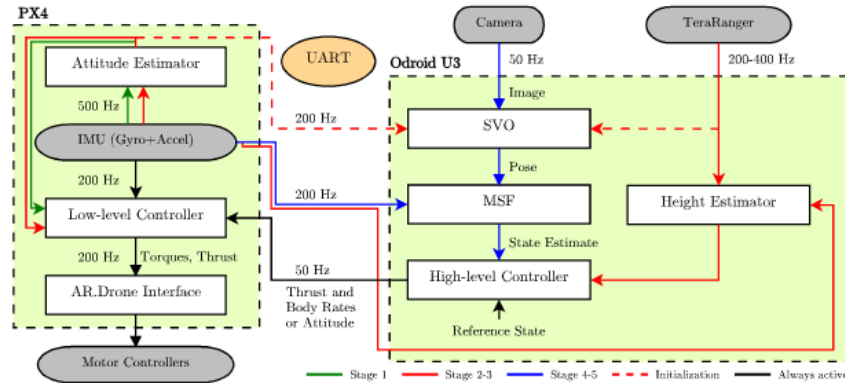 PX4
Camera
TeraRanger
UART
Odroid U3
50 Hz
200-400 Hz
Attitude Estimator
Image
500 Hz
200 Hz
SVO
IMU (Gyro+Accel)
Pose
200 Hz
200 Hz
Low-level Controller
MSF
Height Estimator
State Estimate
200 Hz
Torques, Thrust
50 Hz
High-level Controller
AR.Drone Interface
Thrust and
Body Rates
or Attitude
Reference State
Motor Controllers
Stage 1
Stage 2-3
Stage 4-5
Initialization
Always active